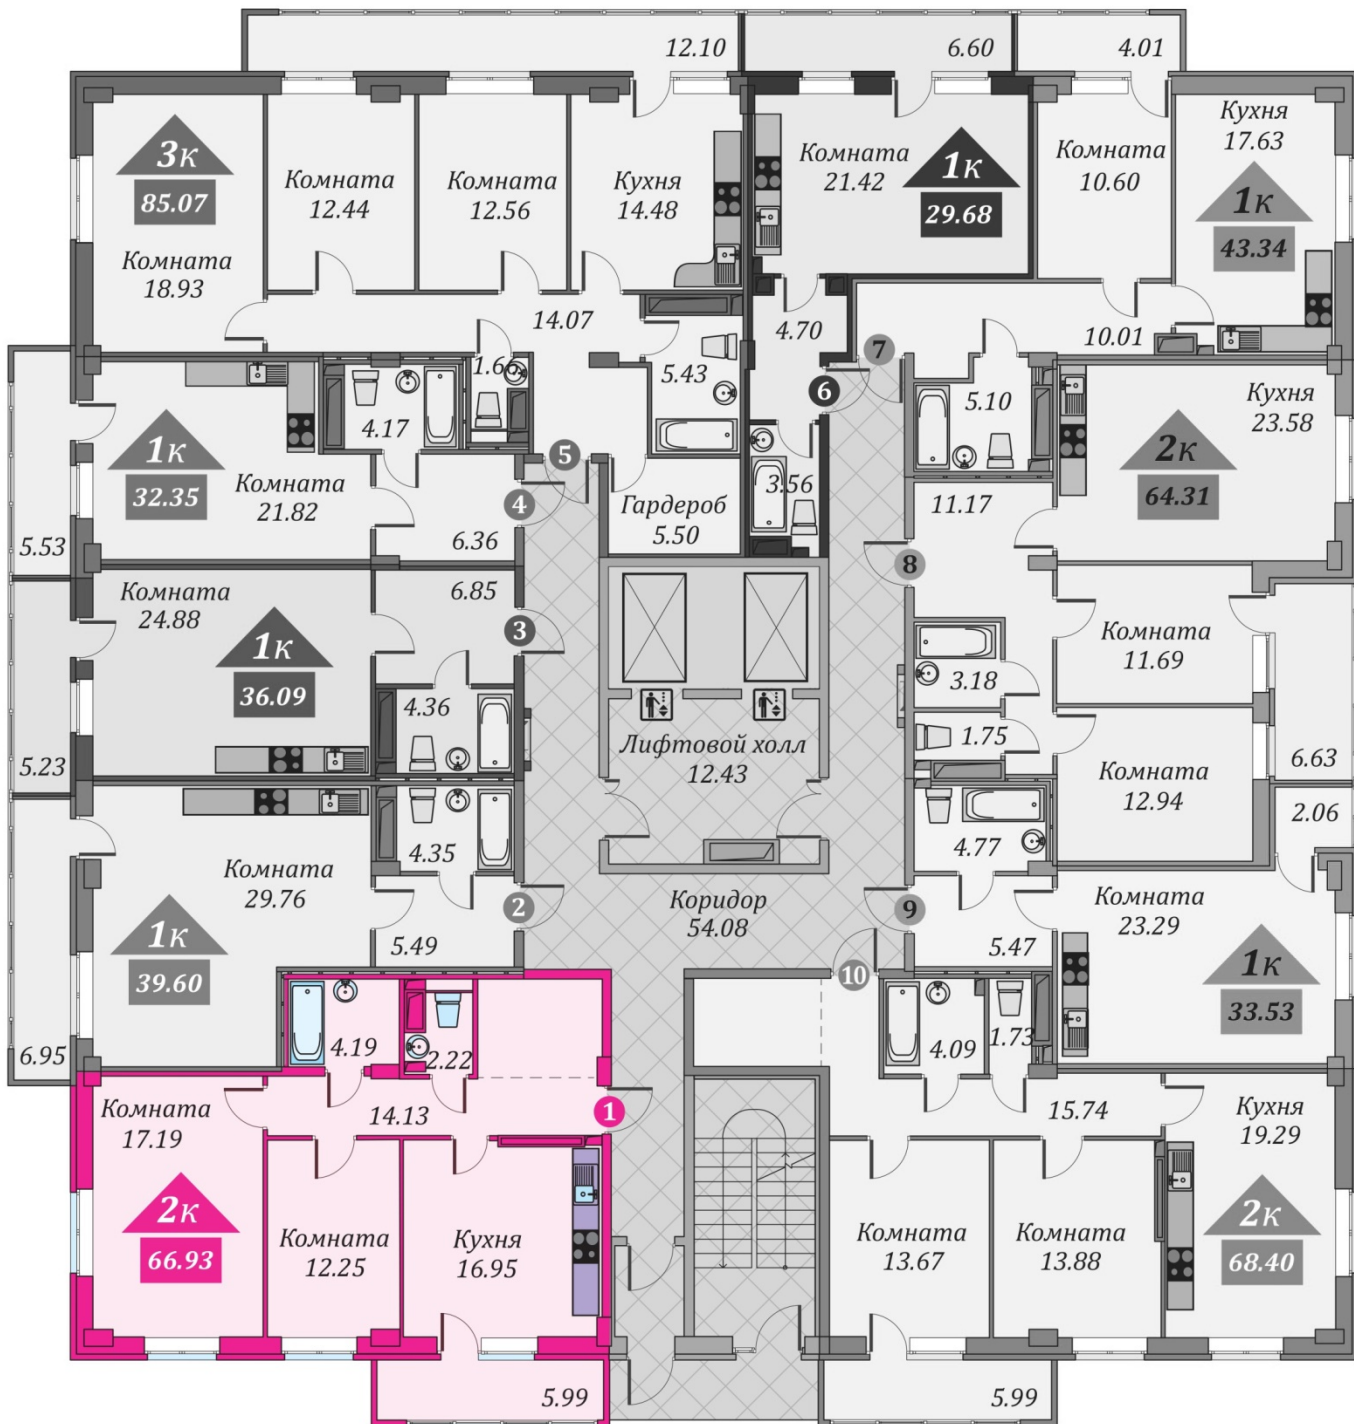 12.10
6.60
4.01
3к
85.07
Комната
18.93
Комната
12.44
Комната
12.56
Кухня
14.48
14.07
1.66
5.43
Гардероб
5.50
5
Комната
21.42
1к
29.68
4.70
6
3.56
Комната
10.60
Кухня
17.63
1к
43.34
10.01
7
5.10
1к
32.35
Комната
21.82
4.17
6.36
4
5.53
Кухня
23.58
2к
64.31
11.17
8
Комната
11.69
3.18
1.75
Комната
12.94
6.63
Комната
24.88
1к
36.09
6.85
3
4.36
5.23
Лифтовой холл
12.43
Комната
29.76
1к
39.60
4.35
5.49
2
6.95
Коридор
54.08
2.06
4.77
9
5.47
Комната
23.29
1к
33.53
10
4.19
2.22
14.13
1
Комната
17.19
2к
66.93
Комната
12.25
Кухня
16.95
5.99
4.09
1.73
15.74
Кухня
19.29
Комната
13.67
Комната
13.88
2к
68.40
5.99